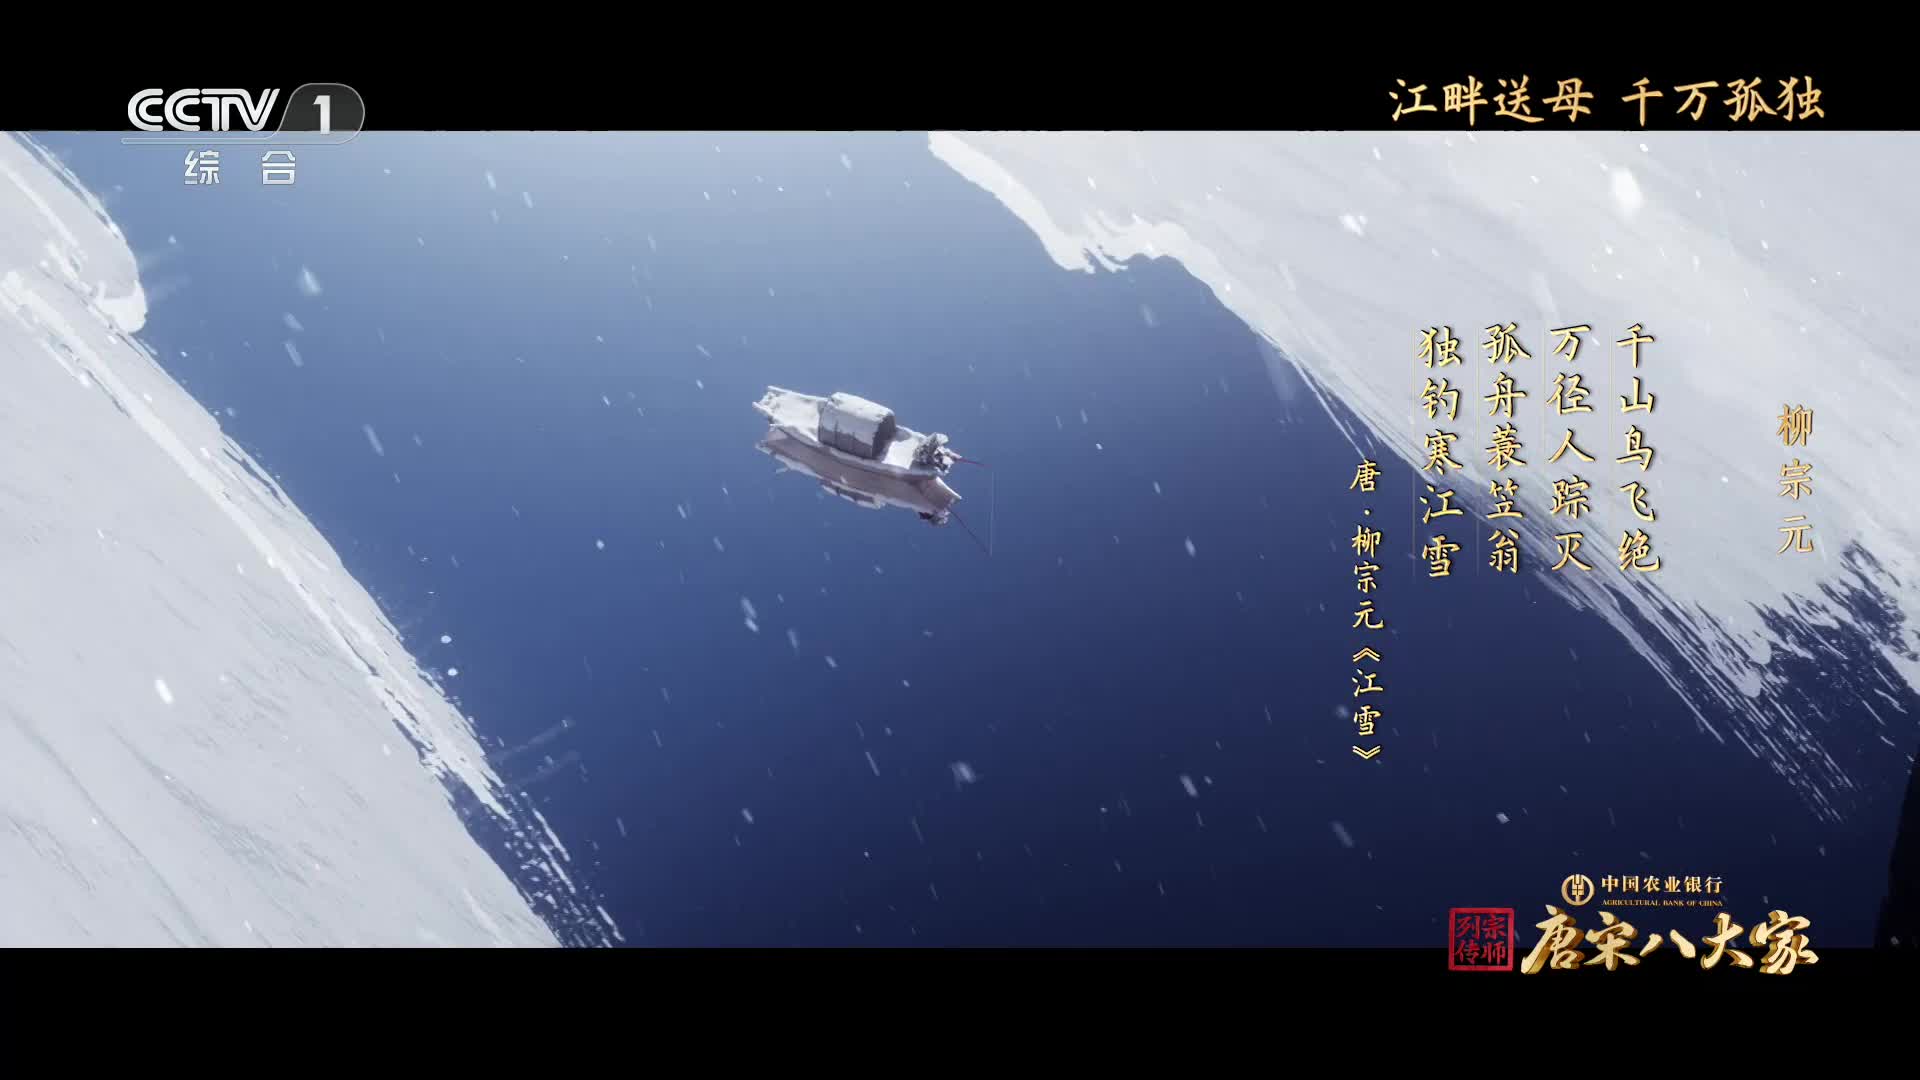 CCTV 1
综合
江畔送母 千万孤独
柳宗元
千山鸟飞绝
万径人踪灭
孤舟蓑笠翁
独钓寒江雪
唐·柳宗元《江雪》
中国农业银行
AGRICULTURAL BANK OF CHINA
宗师列传
唐宋八大家